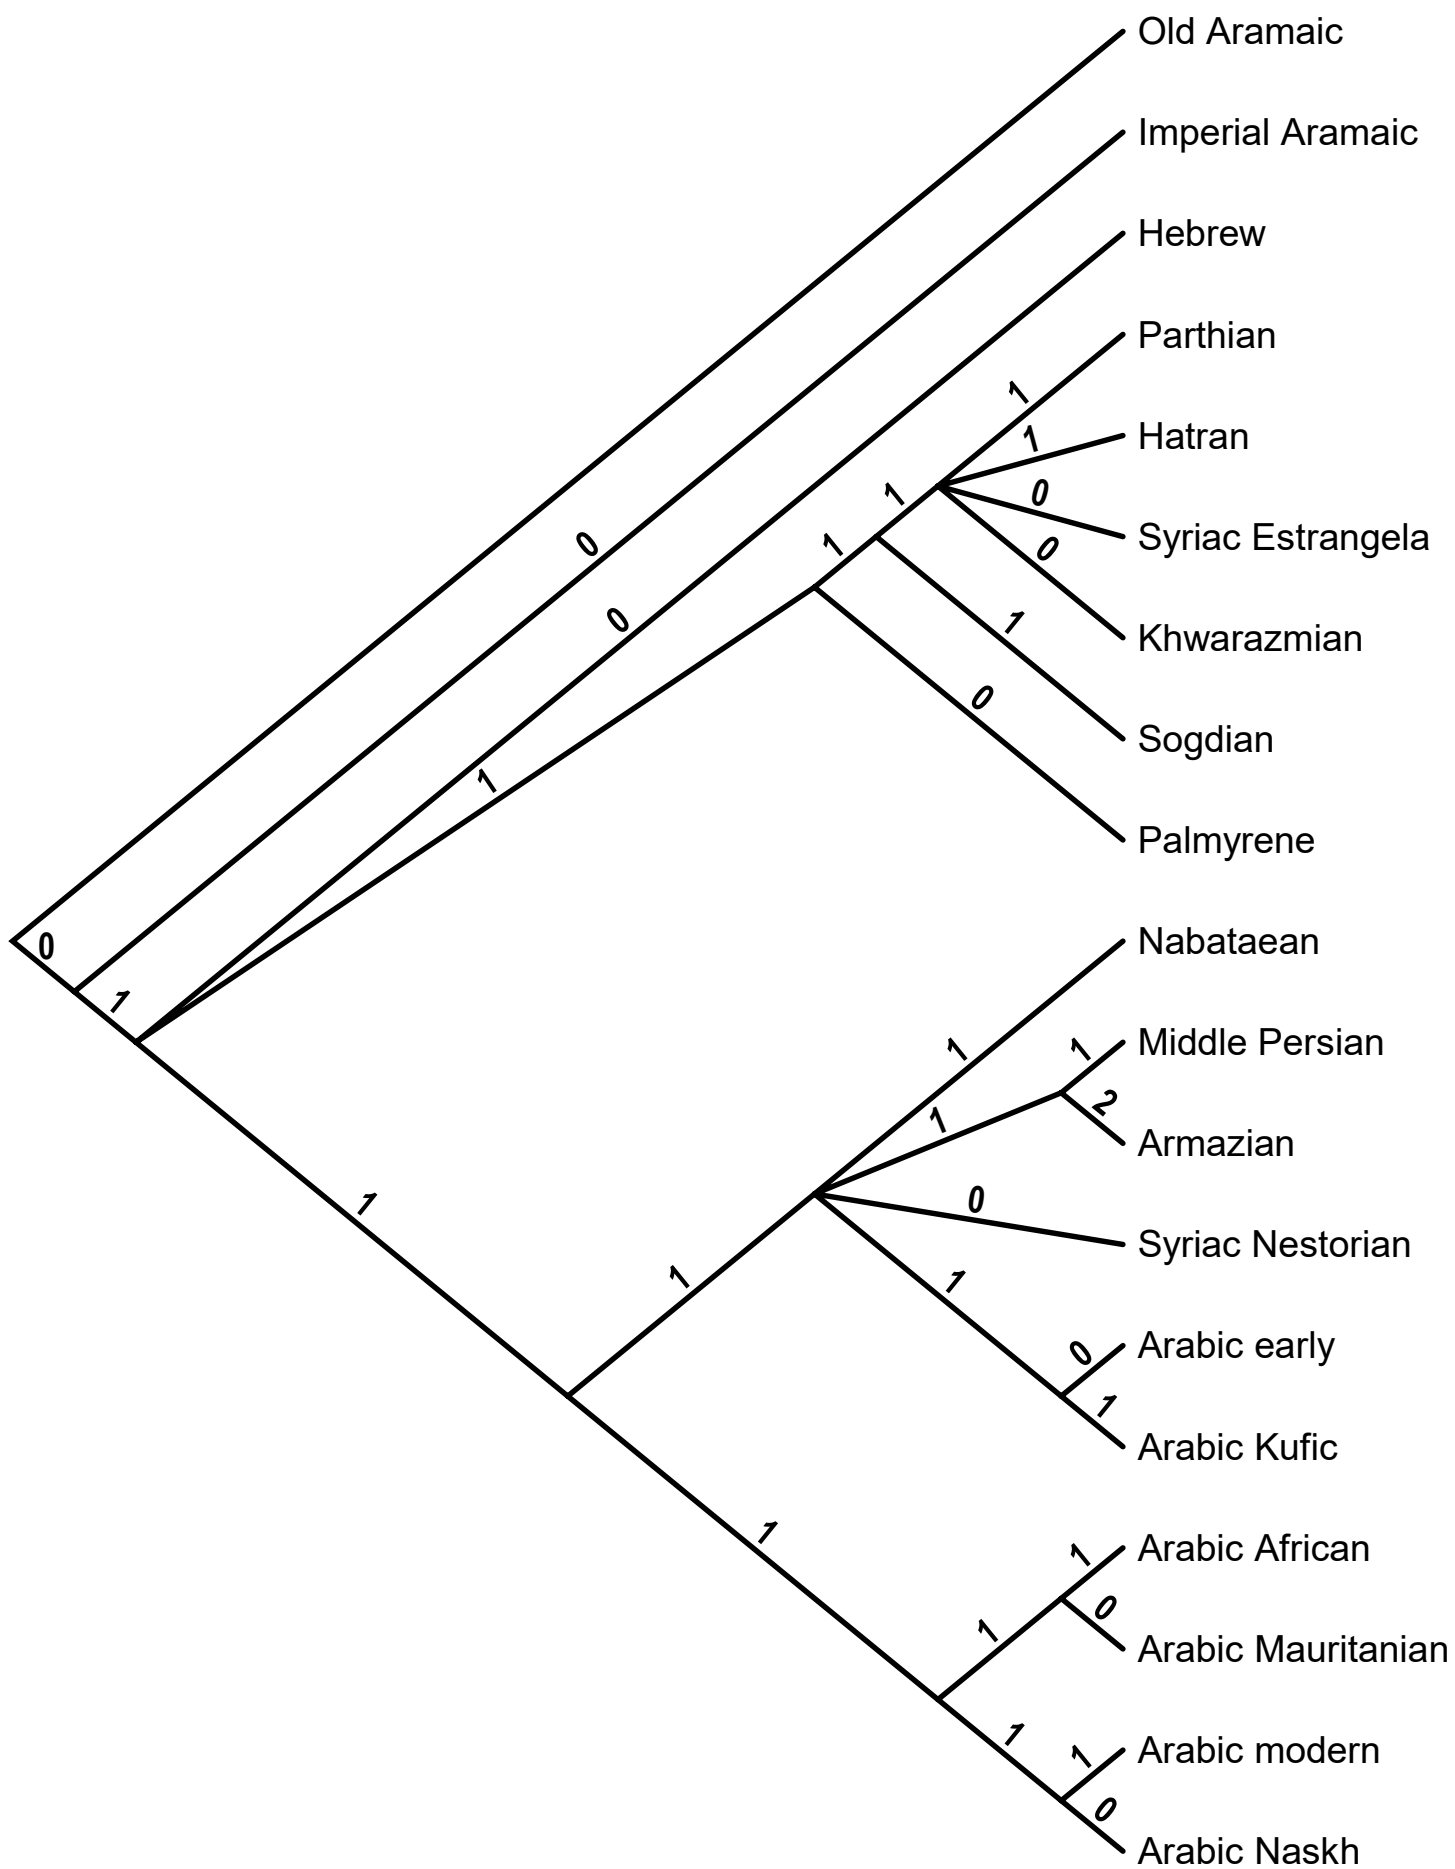 Old Aramaic
Imperial Aramaic
Hebrew
Parthian
1
Hatran
1
1
0
Syriac Estrangela
0
1
0
1
0
Khwarazmian
1
Sogdian
0
1
Palmyrene
Nabataean
0
1
Middle Persian
1
1
2
1
Armazian
0
1
Syriac Nestorian
1
1
Arabic early
0
1
Arabic Kufic
1
Arabic African
1
0
1
Arabic Mauritanian
1
Arabic modern
1
0
Arabic Naskh